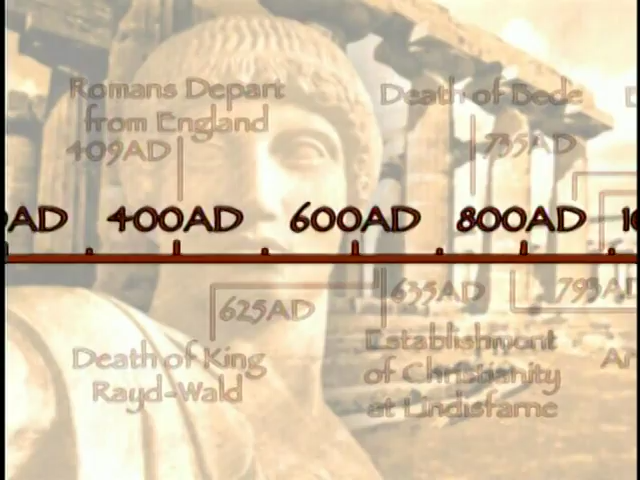 Romans Depart
from England
409AD
Death of Bede
735AD
AD
400AD
600AD
800AD
625AD
Death of King
Rayd-Wald
635AD
Establishment
of Christianity
at Lindisfarne
793AD